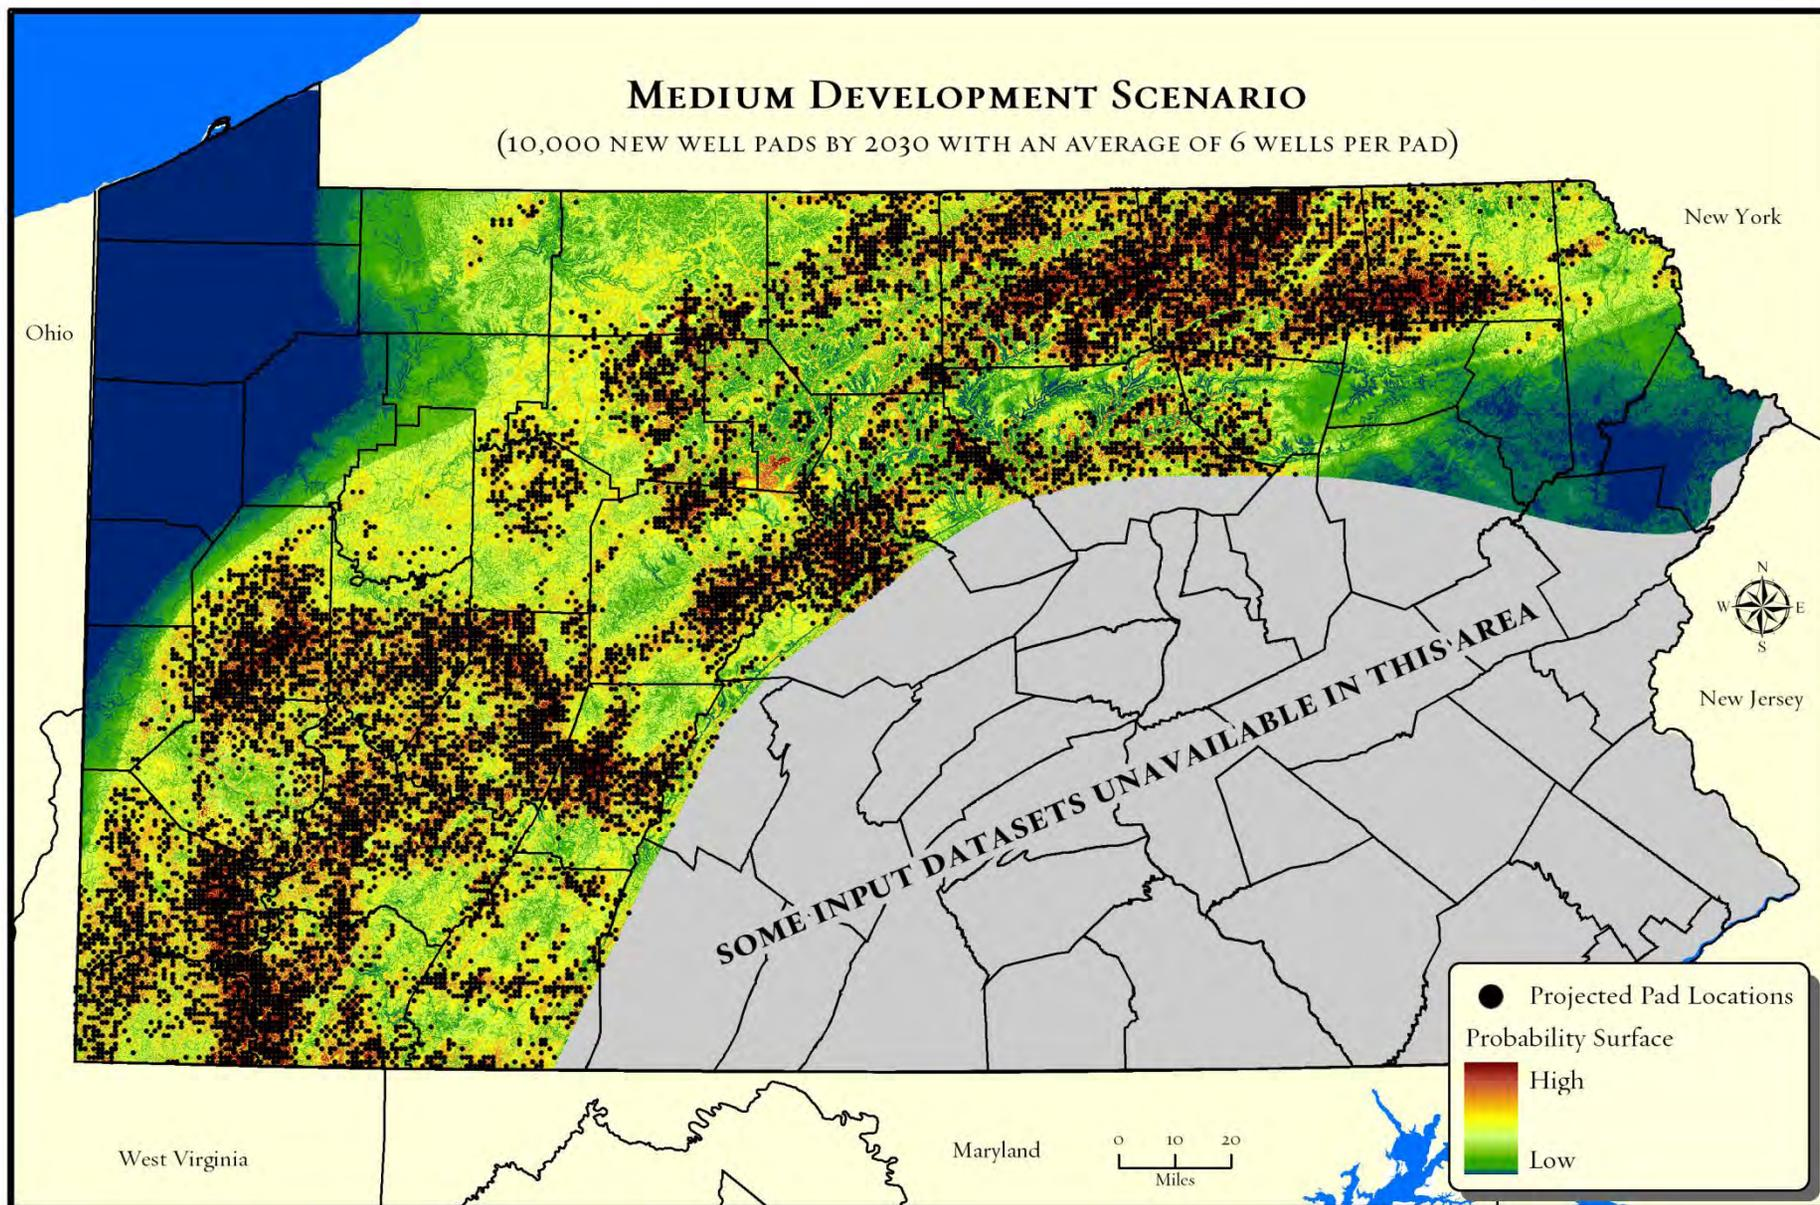 MEDIUM DEVELOPMENT SCENARIO
(10,000 NEW WELL PADS BY 2030 WITH AN AVERAGE OF 6 WELLS PER PAD)
New York
Ohio
N
W E
S
New Jersey
SOME INPUT DATASETS UNAVAILABLE IN THIS AREA
Projected Pad Locations
Probability Surface
High
Low
West Virginia
Maryland
0 10 20
Miles